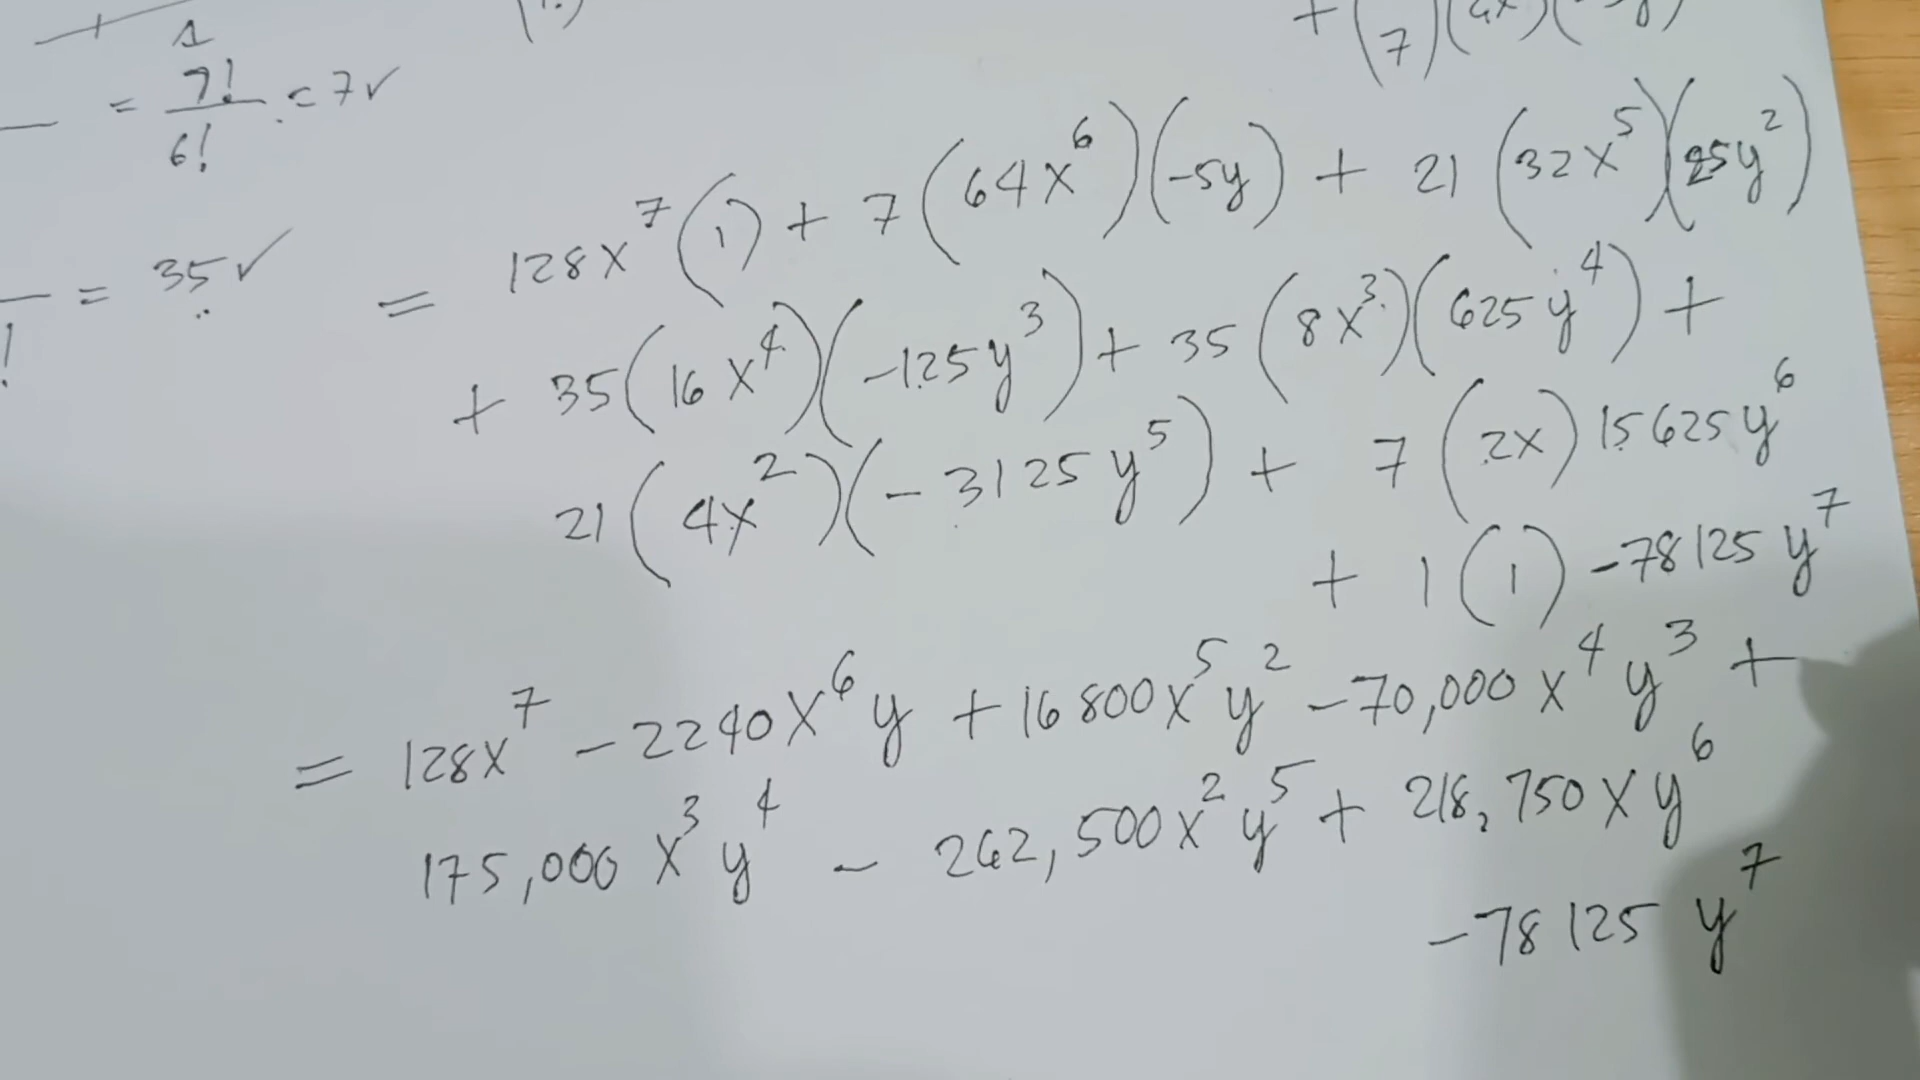 = 7!/6! = 7 ✓
= 35 ✓
= 128x^7 (1) + 7 (64x^6)(-5y) + 21 (32x^5)(25y^2)
+ 35 (16x^4)(-125y^3) + 35 (8x^3)(625y^4) +
21 (4x^2)(-3125y^5) + 7 (2x) 15625y^6
+ 1 (1) -78125y^7
= 128x^7 - 2240x^6y + 16800x^5y^2 - 70,000x^4y^3 +
175,000x^3y^4 - 262,500x^2y^5 + 218,750xy^6
-78125y^7